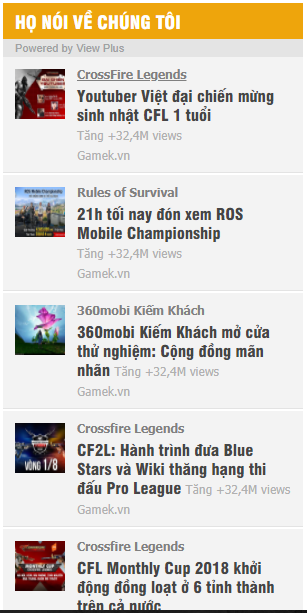 HỌ NÓI VỀ CHÚNG TÔI
Powered by View Plus
CrossFire Legends
Youtuber Việt đại chiến mừng
sinh nhật CFL 1 tuổi
Tăng +32,4M views
Gamek.vn
Rules of Survival
21h tối nay đón xem ROS
Mobile Championship
Tăng +32,4M views
Gamek.vn
360mobi Kiếm Khách
360mobi Kiếm Khách mở cửa
thử nghiệm: Cộng đồng mãn
nhãn Tăng +32,4M views
Gamek.vn
Crossfire Legends
CF2L: Hành trình đưa Blue
Stars và Wiki thăng hạng thi
đấu Pro League Tăng +32,4M views
Gamek.vn
VÒNG 1/8
Crossfire Legends
CFL Monthly Cup 2018 khởi
động đồng loạt ở 6 tỉnh thành
trên cả nước
MONTHLY CUP